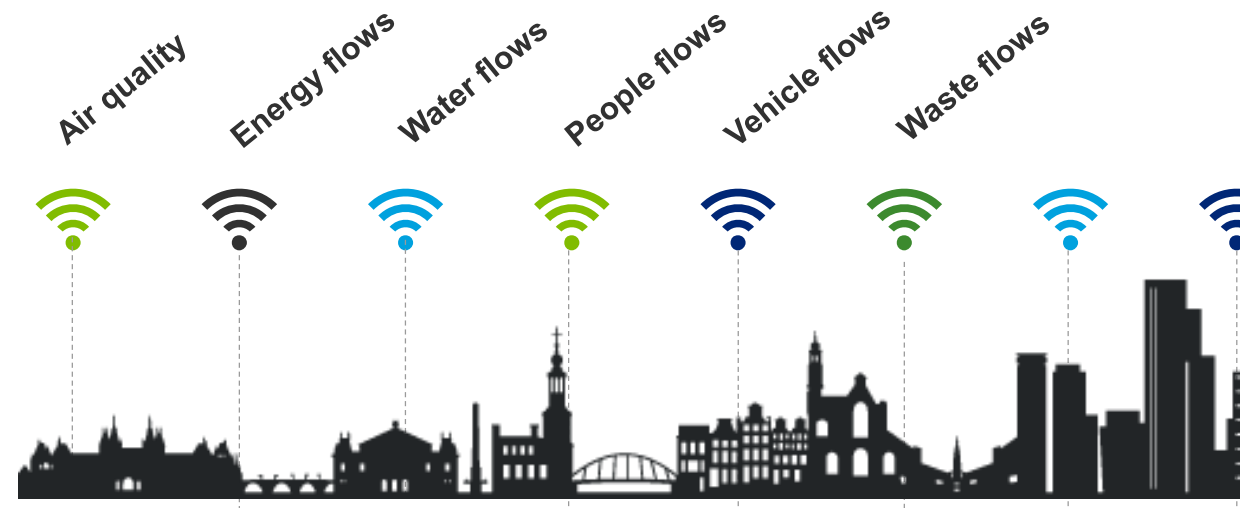 Air quality
Energy flows
Water flows
People flows
Vehicle flows
Waste flows